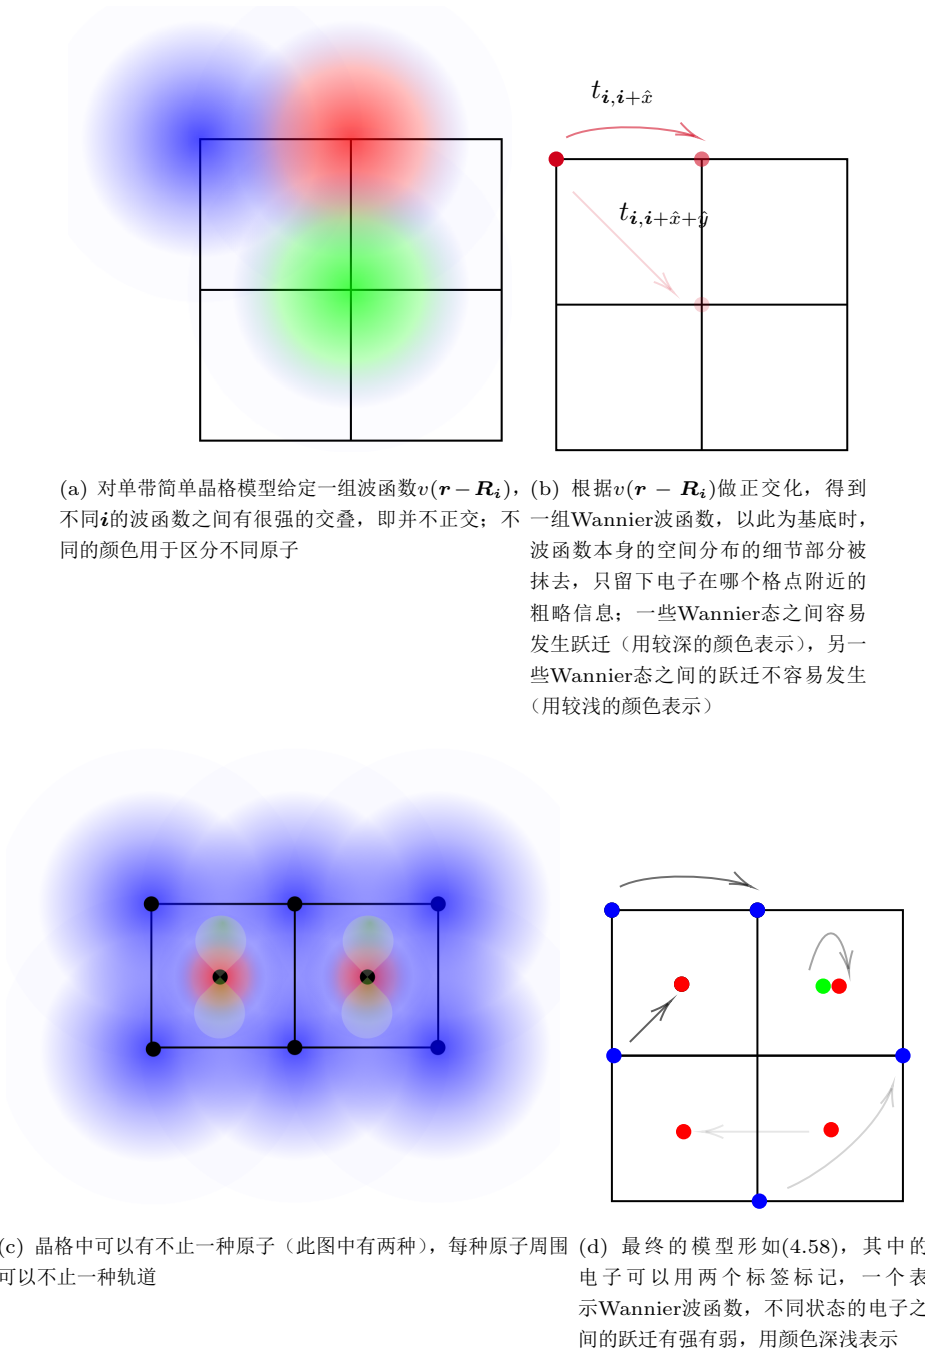 t_{i,i+x̂}
t_{i,i+x̂+ŷ}
(a) 对单带简单晶格模型给定一组波函数v(r − R_i),
不同i的波函数之间有很强的交叠，即并不正交；不
同的颜色用于区分不同原子
(b) 根据v(r − R_i)做正交化，得到
一组Wannier波函数，以此为基底时，
波函数本身的空间分布的细节部分被
抹去，只留下电子在哪个格点附近的
粗略信息；一些Wannier态之间容易
发生跃迁（用较深的颜色表示），另一
些Wannier态之间的跃迁不容易发生
（用较浅的颜色表示）
(c) 晶格中可以有不止一种原子（此图中有两种），每种原子周围
可以不止一种轨道
(d) 最终的模型形如(4.58)，其中的
电子可以用两个标签标记，一个表
示Wannier波函数，不同状态的电子之
间的跃迁有强有弱，用颜色深浅表示